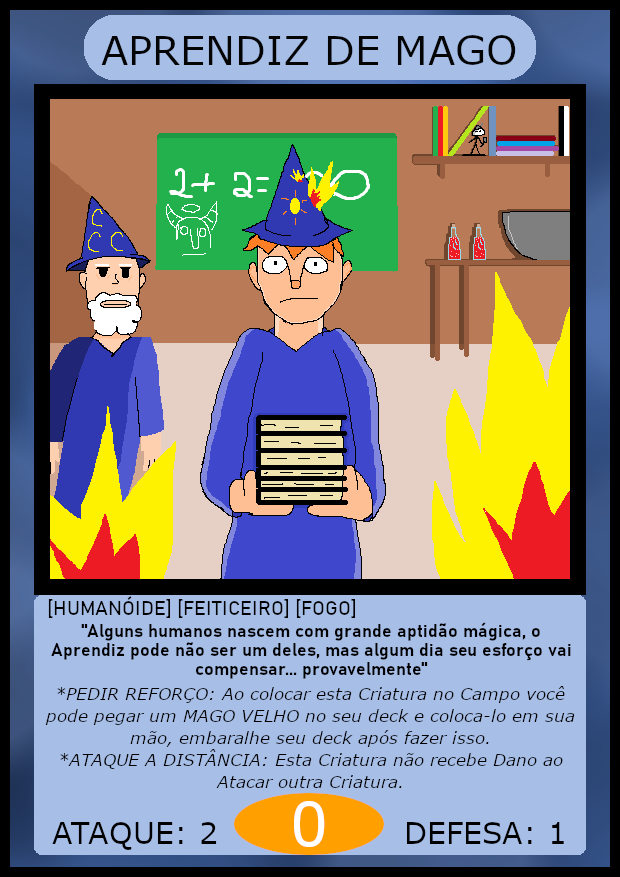 APRENDIZ DE MAGO
2+ 2= ∞
C
C C
[HUMANÓIDE] [FEITICEIRO] [FOGO]
"Alguns humanos nascem com grande aptidão mágica, o
Aprendiz pode não ser um deles, mas algum dia seu esforço vai
compensar... provavelmente"
*PEDIR REFORÇO: Ao colocar esta Criatura no Campo você
pode pegar um MAGO VELHO no seu deck e coloca-lo em sua
mão, embaralhe seu deck após fazer isso.
*ATAQUE A DISTÂNCIA: Esta Criatura não recebe Dano ao
Atacar outra Criatura.
ATAQUE: 2 0 DEFESA: 1